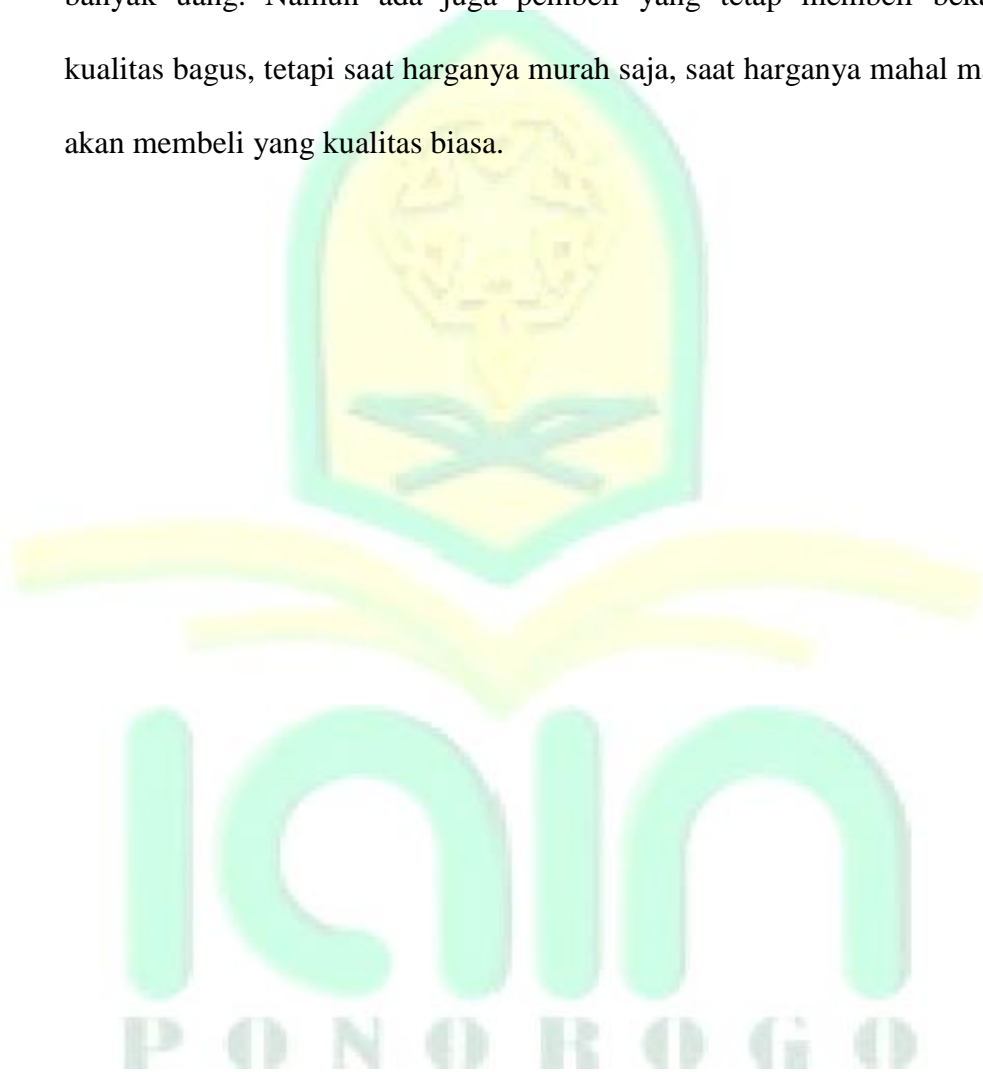 banyak uang. Namun ada juga pembeli yang tetap membeli
kualitas bagus, tetapi saat harganya murah saja, saat harganya mahal
akan membeli yang kualitas biasa.
iain
PONOROGO